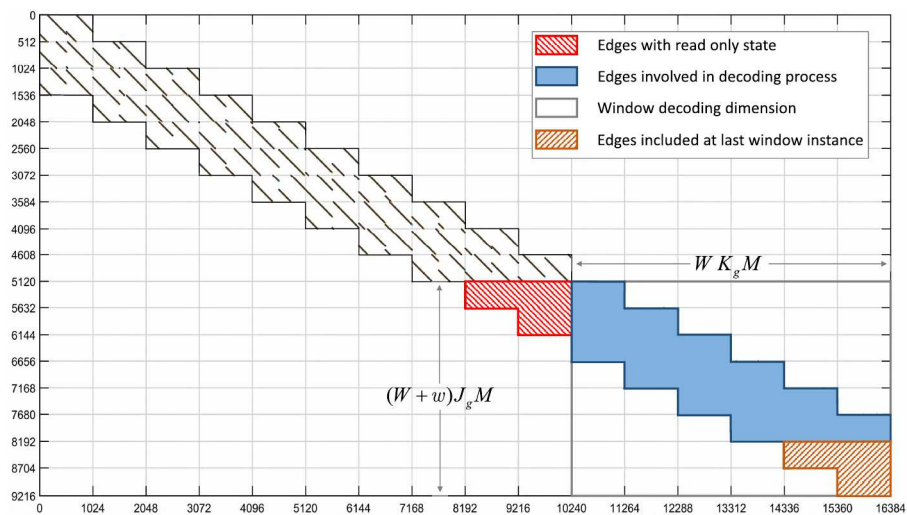 0
512
1024
1536
2048
2560
3072
3584
4096
4608
5120
5632
6144
6656
7168
7680
8192
8704
9216
Edges with read only state
Edges involved in decoding process
Window decoding dimension
Edges included at last window instance
W K_g M
(W + w)J_g M
0 1024 2048 3072 4096 5120 6144 7168 8192 9216 10240 11264 12288 13312 14336 15360 16384